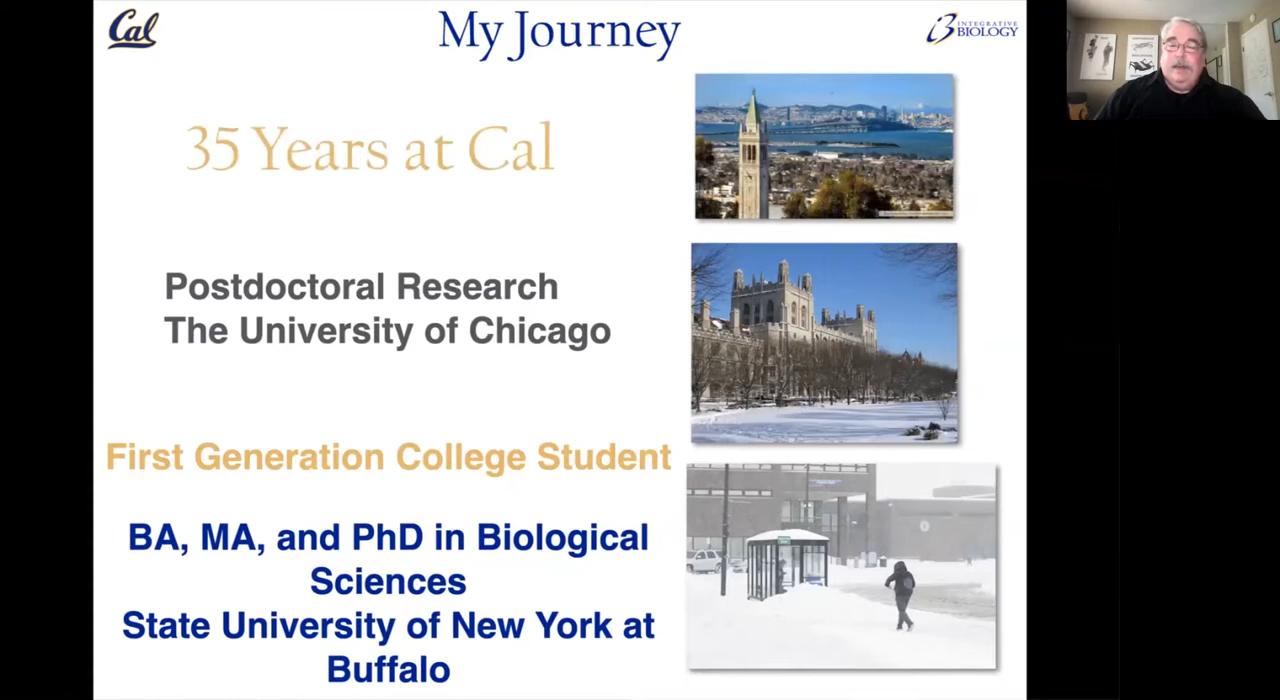 Cal
My Journey
INTEGRATIVE
BIOLOGY
35 Years at Cal
Postdoctoral Research
The University of Chicago
First Generation College Student
BA, MA, and PhD in Biological
Sciences
State University of New York at
Buffalo